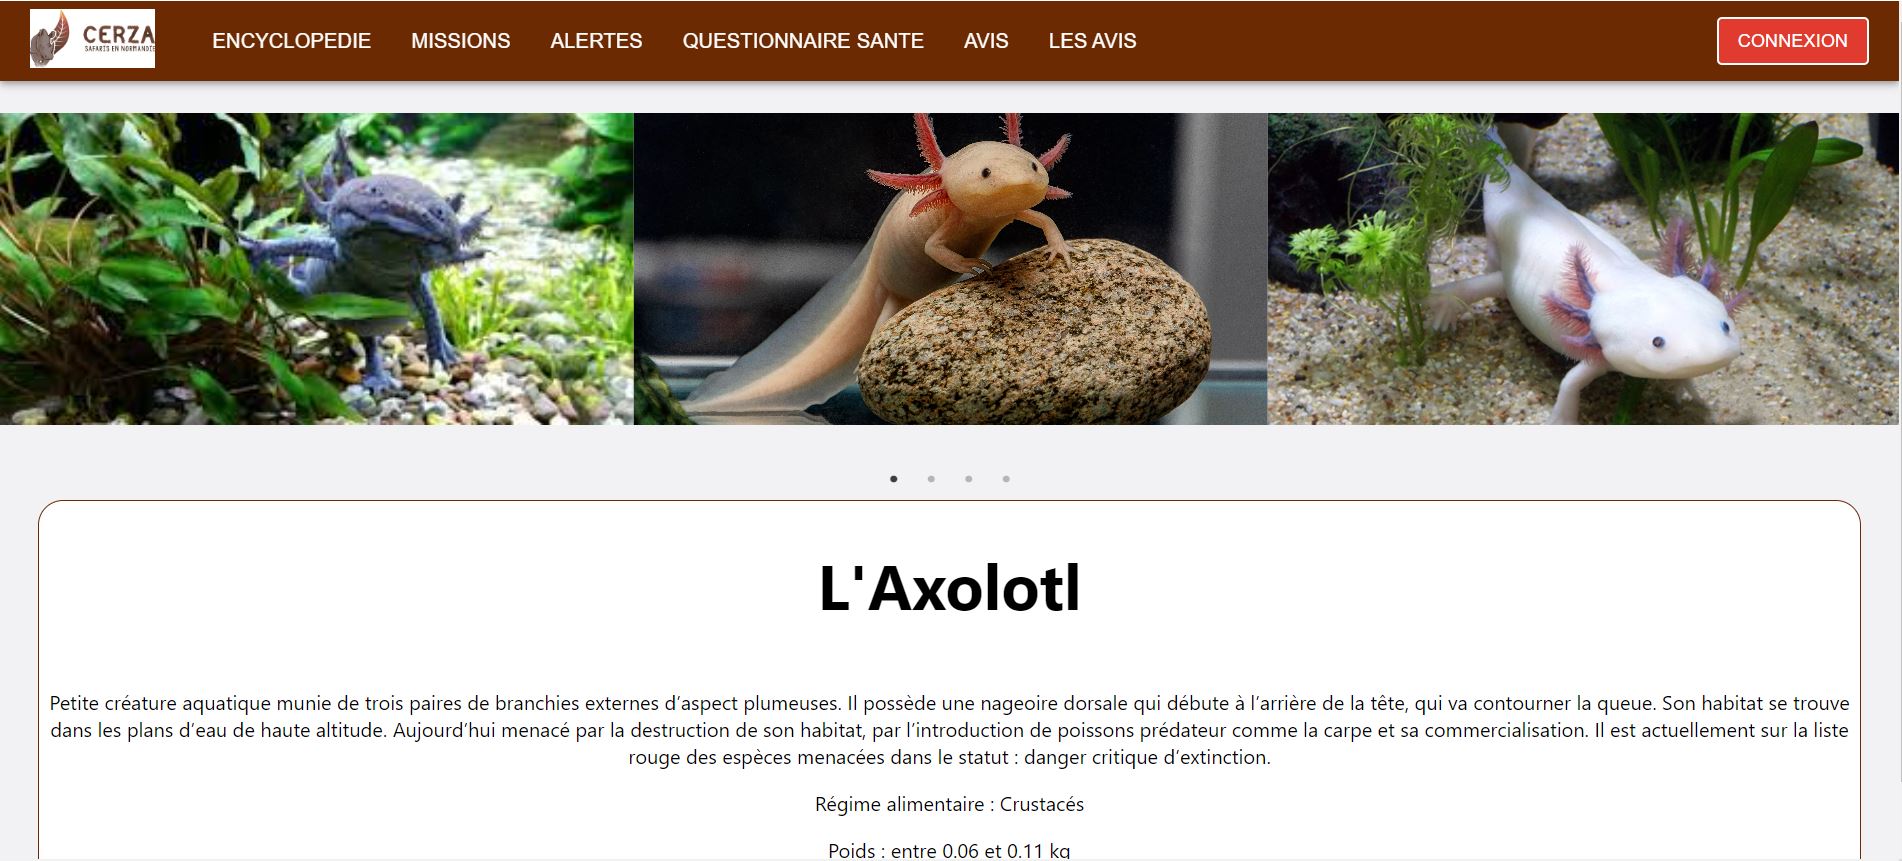 CERZA
SAFARIS EN NORMANDIE
ENCYCLOPEDIE MISSIONS ALERTES QUESTIONNAIRE SANTE AVIS LES AVIS
CONNEXION
L'Axolotl
Petite créature aquatique munie de trois paires de branchies externes d’aspect plumeuses. Il possède une nageoire dorsale qui débute à l’arrière de la tête, qui va contourner la queue. Son habitat se trouve
dans les plans d’eau de haute altitude. Aujourd’hui menacé par la destruction de son habitat, par l’introduction de poissons prédateur comme la carpe et sa commercialisation. Il est actuellement sur la liste
rouge des espèces menacées dans le statut : danger critique d’extinction.
Régime alimentaire : Crustacés
Poids : entre 0.06 et 0.11 kg